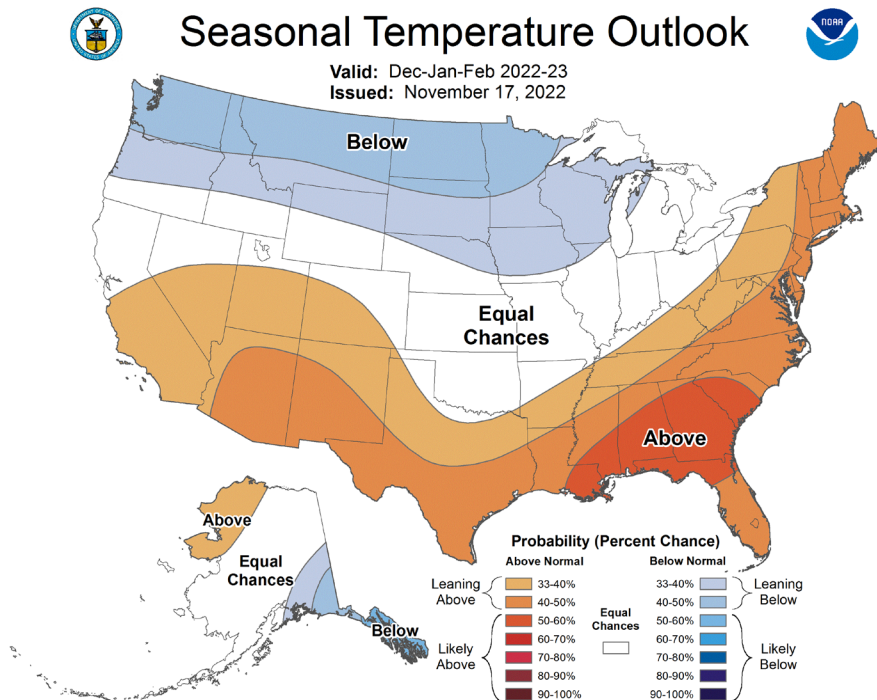 Seasonal Temperature Outlook
NOAA
Valid: Dec-Jan-Feb 2022-23
Issued: November 17, 2022
Below
Equal
Chances
Above
Above
Equal
Chances
Below
Probability (Percent Chance)
Above Normal
Below Normal
Leaning
Above
33-40%
40-50%
50-60%
60-70%
70-80%
80-90%
90-100%
Likely
Above
Equal
Chances
33-40%
40-50%
50-60%
60-70%
70-80%
80-90%
90-100%
Leaning
Below
Likely
Below